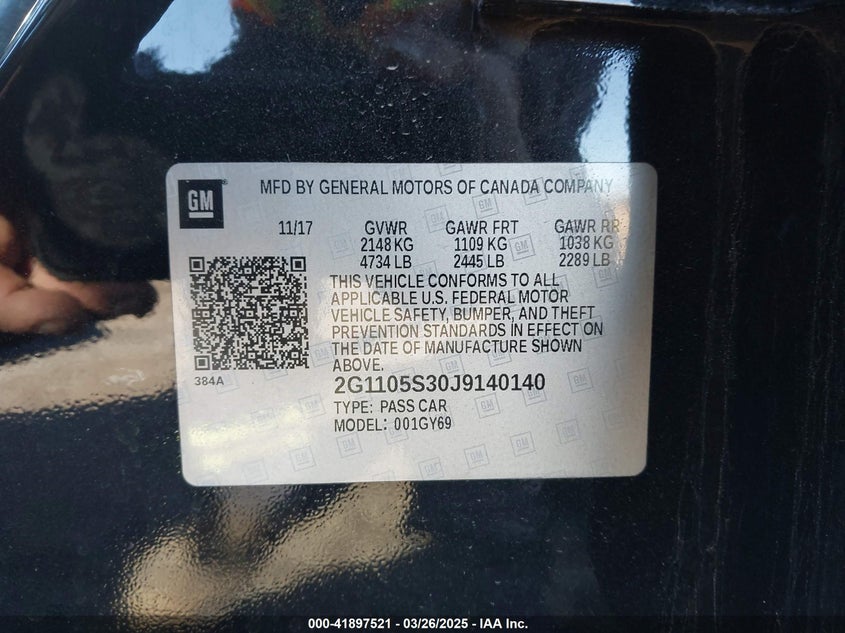 GM
MFD BY GENERAL MOTORS OF CANADA COMPANY
11/17 GVWR GAWR FRT GAWR RR
2148 KG 1109 KG 1038 KG
4734 LB 2445 LB 2289 LB
THIS VEHICLE CONFORMS TO ALL
APPLICABLE U.S. FEDERAL MOTOR
VEHICLE SAFETY, BUMPER, AND THEFT
PREVENTION STANDARDS IN EFFECT ON
THE DATE OF MANUFACTURE SHOWN
ABOVE.
384A
2G1105S30J9140140
TYPE: PASS CAR
MODEL: 001GY69
000-41897521 - 03/26/2025 - IAA Inc.